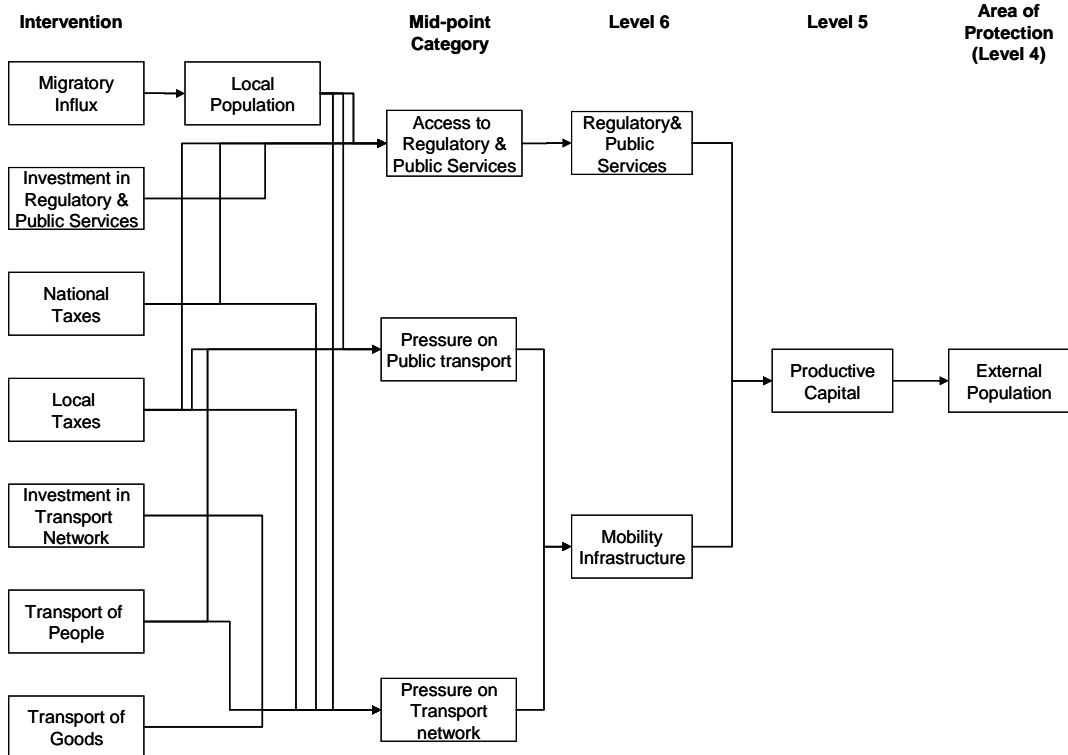 Intervention
Mid-point
Category
Level 6
Level 5
Area of
Protection
(Level 4)
Migratory
Influx
Local
Population
Access to
Regulatory &
Public Services
Regulatory&
Public
Services
Investment in
Regulatory &
Public Services
National
Taxes
Pressure on
Public transport
Productive
Capital
External
Population
Local
Taxes
Investment in
Transport
Network
Mobility
Infrastructure
Transport of
People
Pressure on
Transport
network
Transport of
Goods